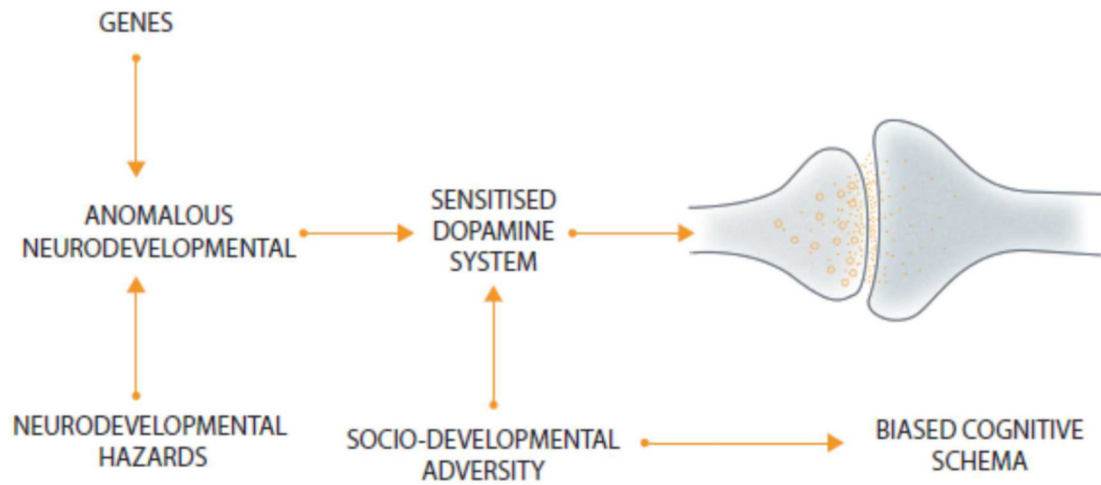 GENES
ANOMALOUS
NEURODEVELOPMENTAL
SENSITISED
DOPAMINE
SYSTEM
NEURODEVELOPMENTAL
HAZARDS
SOCIO-DEVELOPMENTAL
ADVERSITY
BIASED COGNITIVE
SCHEMA